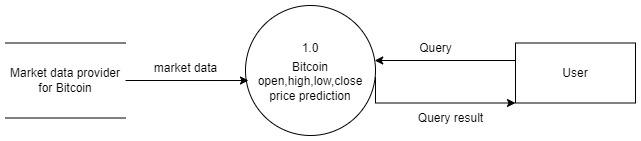 Market data provider
for Bitcoin
market data
1.0
Bitcoin
open,high,low,close
price prediction
Query
Query result
User